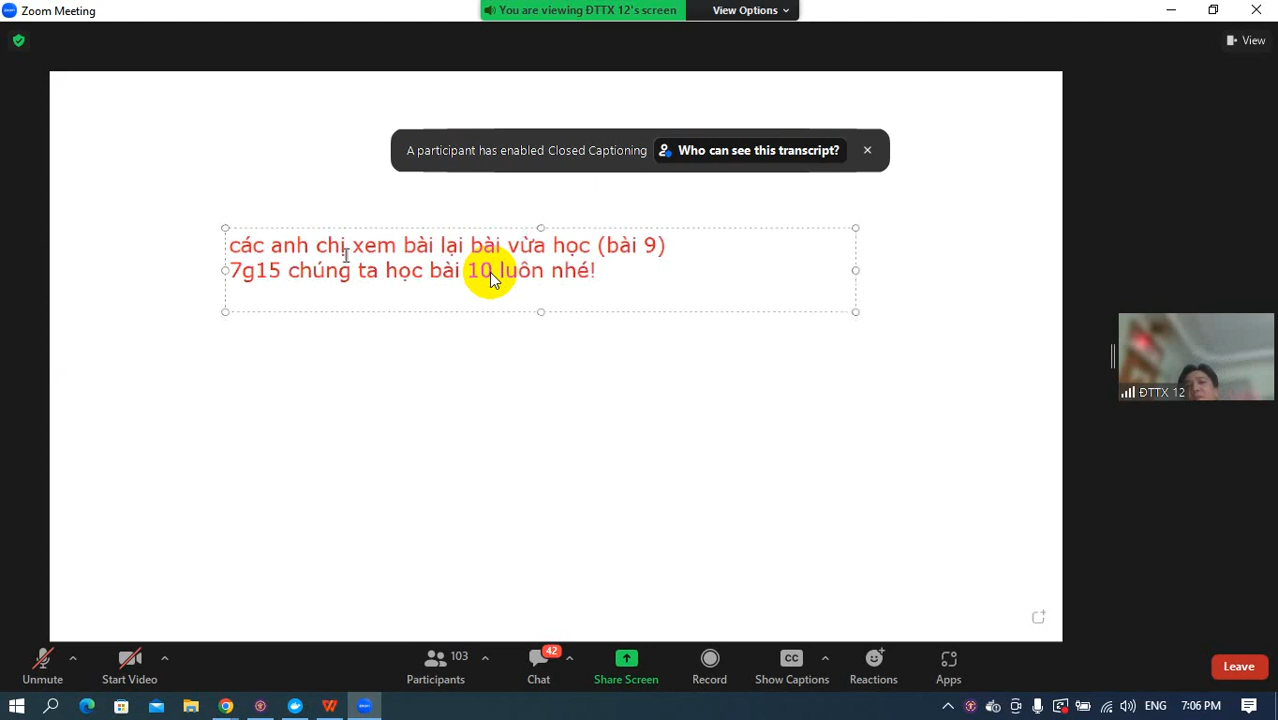 Zoom Meeting
You are viewing ĐTTX 12's screen
View Options
View
A participant has enabled Closed Captioning
Who can see this transcript?
các anh chị xem bài lại bài vừa học (bài 9)
7g15 chúng ta học bài 10 luôn nhé!
ĐTTX 12
Unmute
Start Video
Participants
103
Chat
42
Share Screen
Record
CC
Show Captions
Reactions
Apps
Leave
ENG
7:06 PM